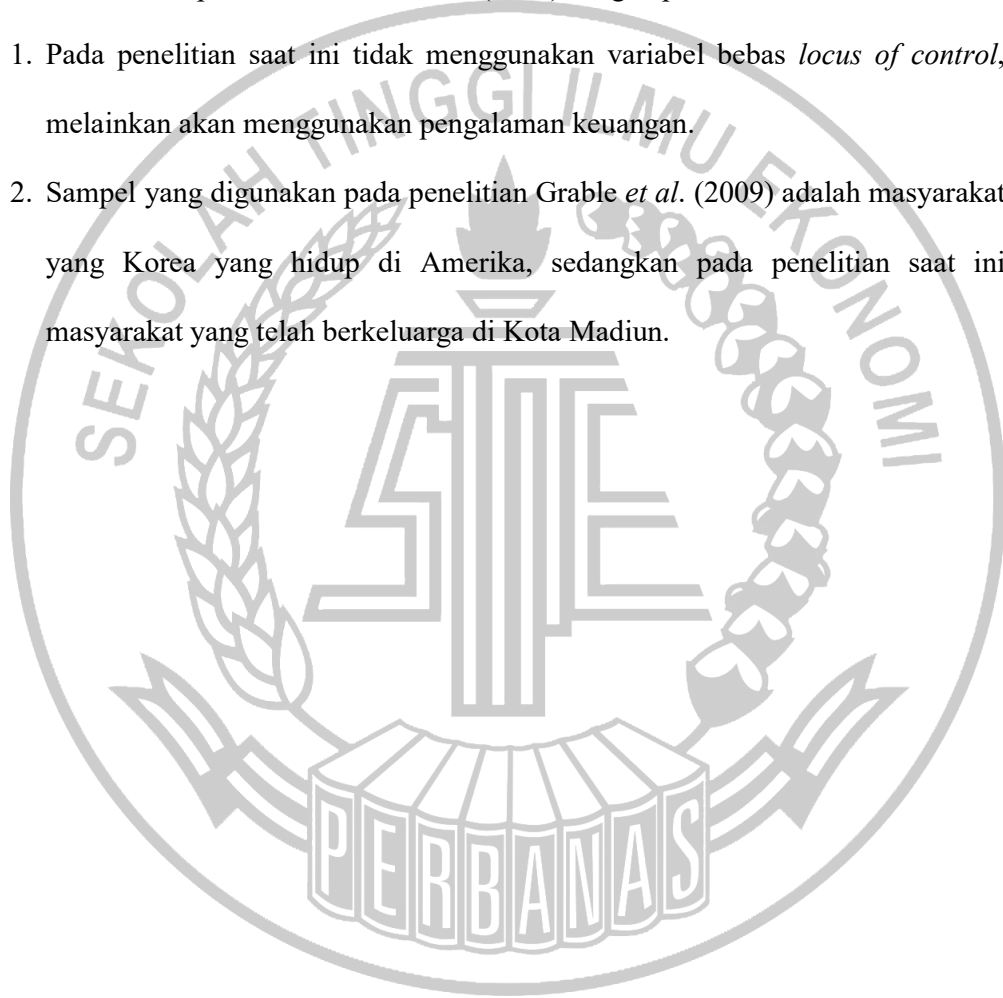 1. Pada penelitian saat ini tidak menggunakan variabel bebas locus of control,
melainkan akan menggunakan pengalaman keuangan.
2. Sampel yang digunakan pada penelitian Grable et al. (2009) adalah masyarakat
yang Korea yang hidup di Amerika, sedangkan pada penelitian saat ini
masyarakat yang telah berkeluarga di Kota Madiun.
SEKOLAH TINGGI ILMU EKONOMI
STIE
PERBANAS